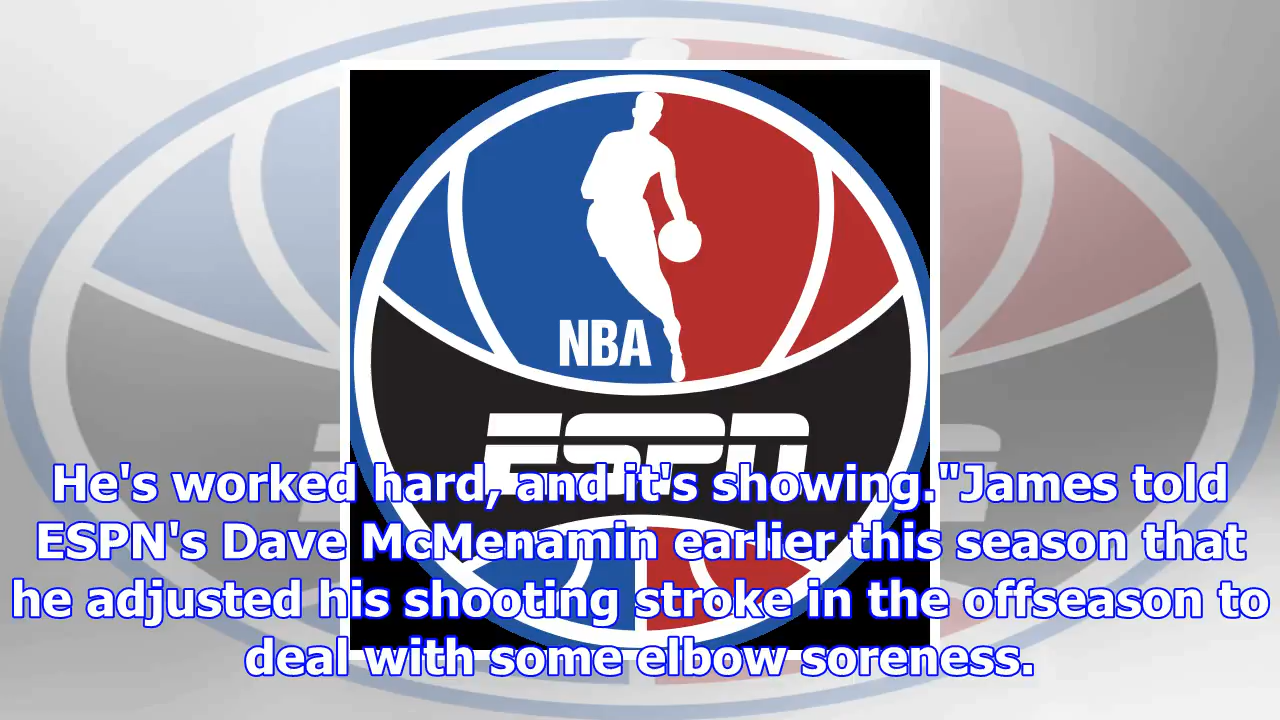 NBA
ESPN
He's worked hard, and it's showing."James told
ESPN's Dave McMenamin earlier this season that
he adjusted his shooting stroke in the offseason to
deal with some elbow soreness.